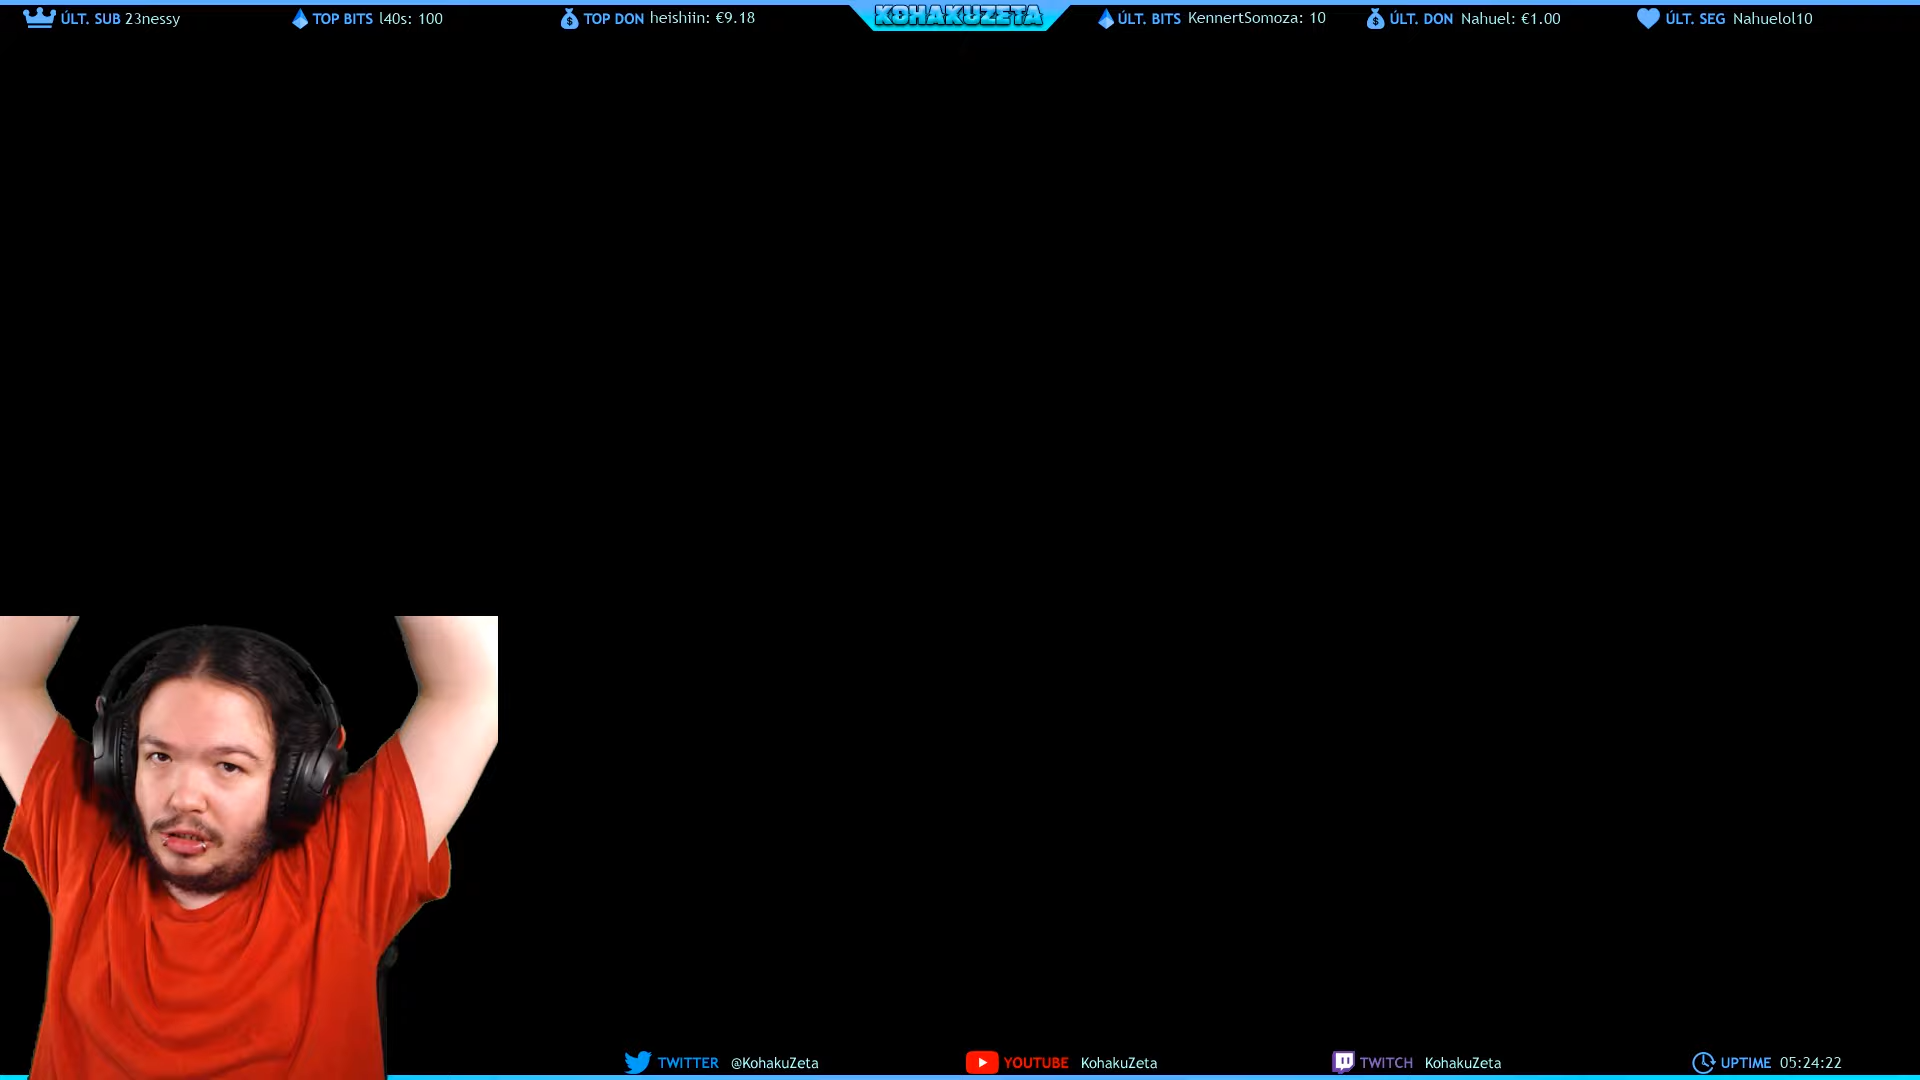 ÚLT. SUB 23nessy
TOP BITS l40s: 100
TOP DON heishiin: €9.18
KOHAKUZETA
ÚLT. BITS KennertSomoza: 10
ÚLT. DON Nahuel: €1.00
ÚLT. SEG Nahuelol10
TWITTER @KohakuZeta
YOUTUBE KohakuZeta
TWITCH KohakuZeta
UPTIME 05:24:22